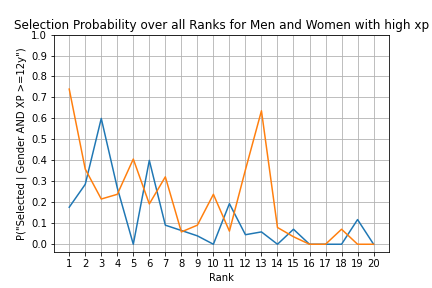 Selection Probability over all Ranks for Men and Women with high xp
P("Selected | Gender AND XP >=12y")
1.0
0.9
0.8
0.7
0.6
0.5
0.4
0.3
0.2
0.1
0.0
1 2 3 4 5 6 7 8 9 10 11 12 13 14 15 16 17 18 19 20
Rank